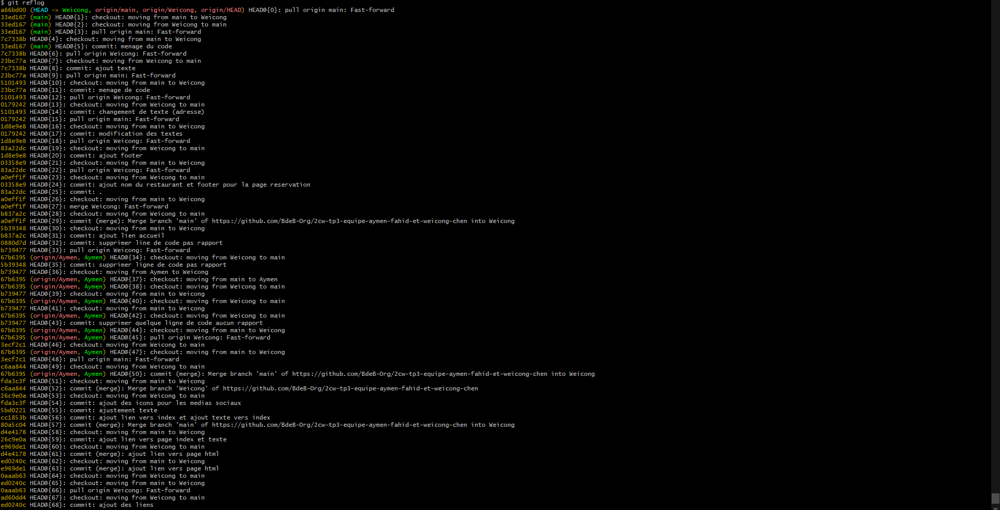 $ git reflog
a66bd00 (HEAD -> Weicong, origin/main, origin/Weicong, origin/HEAD) HEAD@{0}: pull origin main: Fast-forward
33ed167 (main) HEAD@{1}: checkout: moving from main to Weicong
33ed167 (main) HEAD@{2}: checkout: moving from Weicong to main
33ed167 (main) HEAD@{3}: pull origin main: Fast-forward
7c7338b HEAD@{4}: checkout: moving from main to Weicong
33ed167 (main) HEAD@{5}: commit: menage du code
7c7338b HEAD@{6}: pull origin Weicong: Fast-forward
23bc77a HEAD@{7}: checkout: moving from Weicong to main
7c7338b HEAD@{8}: commit: ajout texte
23bc77a HEAD@{9}: pull origin main: Fast-forward
5101493 HEAD@{10}: checkout: moving from main to Weicong
23bc77a HEAD@{11}: commit: menage de code
5101493 HEAD@{12}: pull origin Weicong: Fast-forward
0179242 HEAD@{13}: checkout: moving from Weicong to main
5101493 HEAD@{14}: commit: changement de texte (adresse)
0179242 HEAD@{15}: pull origin main: Fast-forward
1d8e9e8 HEAD@{16}: checkout: moving from main to Weicong
0179242 HEAD@{17}: commit: modification des textes
1d8e9e8 HEAD@{18}: pull origin Weicong: Fast-forward
83a22dc HEAD@{19}: checkout: moving from Weicong to main
1d8e9e8 HEAD@{20}: commit: ajout footer
03358e9 HEAD@{21}: checkout: moving from main to Weicong
83a22dc HEAD@{22}: pull origin Weicong: Fast-forward
a0eff1f HEAD@{23}: checkout: moving from Weicong to main
03358e9 HEAD@{24}: commit: ajout nom du restaurant et footer pour la page reservation
83a22dc HEAD@{25}: commit: .
a0eff1f HEAD@{26}: checkout: moving from main to Weicong
a0eff1f HEAD@{27}: merge Weicong: Fast-forward
b837a2c HEAD@{28}: checkout: moving from Weicong to main
a0eff1f HEAD@{29}: commit (merge): Merge branch 'main' of https://github.com/BdeB-Org/2cw-tp3-equipe-aymen-fahid-et-weicong-chen into Weicong
5b39348 HEAD@{30}: checkout: moving from main to Weicong
b837a2c HEAD@{31}: commit: ajout lien accueil
0880d7d HEAD@{32}: commit: supprimer line de code pas rapport
b739477 HEAD@{33}: pull origin Weicong: Fast-forward
67b6395 (origin/Aymen, Aymen) HEAD@{34}: checkout: moving from Weicong to main
5b39348 HEAD@{35}: commit: supprimer ligne de code pas rapport
b739477 HEAD@{36}: checkout: moving from Aymen to Weicong
67b6395 (origin/Aymen, Aymen) HEAD@{37}: checkout: moving from main to Aymen
67b6395 (origin/Aymen, Aymen) HEAD@{38}: checkout: moving from Weicong to main
b739477 HEAD@{39}: checkout: moving from main to Weicong
67b6395 (origin/Aymen, Aymen) HEAD@{40}: checkout: moving from Weicong to main
b739477 HEAD@{41}: checkout: moving from main to Weicong
67b6395 (origin/Aymen, Aymen) HEAD@{42}: checkout: moving from Weicong to main
b739477 HEAD@{43}: commit: supprimer quelque ligne de code aucun rapport
67b6395 (origin/Aymen, Aymen) HEAD@{44}: checkout: moving from main to Weicong
67b6395 (origin/Aymen, Aymen) HEAD@{45}: pull origin Weicong: Fast-forward
3ecf2c1 HEAD@{46}: checkout: moving from Weicong to main
67b6395 (origin/Aymen, Aymen) HEAD@{47}: checkout: moving from main to Weicong
3ecf2c1 HEAD@{48}: pull origin main: Fast-forward
c6aa844 HEAD@{49}: checkout: moving from Weicong to main
67b6395 (origin/Aymen, Aymen) HEAD@{50}: commit (merge): Merge branch 'main' of https://github.com/BdeB-Org/2cw-tp3-equipe-aymen-fahid-et-weicong-chen into Weicong
fda3c3f HEAD@{51}: checkout: moving from main to Weicong
c6aa844 HEAD@{52}: commit (merge): Merge branch 'Weicong' of https://github.com/BdeB-Org/2cw-tp3-equipe-aymen-fahid-et-weicong-chen
26c9e0a HEAD@{53}: checkout: moving from Weicong to main
fda3c3f HEAD@{54}: commit: ajout des icons pour les medias sociaux
5bd0221 HEAD@{55}: commit: ajustement texte
cc1853b HEAD@{56}: commit: ajout lien vers index et ajout texte vers index
80a5c04 HEAD@{57}: commit (merge): Merge branch 'main' of https://github.com/BdeB-Org/2cw-tp3-equipe-aymen-fahid-et-weicong-chen into Weicong
d4e4178 HEAD@{58}: checkout: moving from main to Weicong
26c9e0a HEAD@{59}: commit: ajout lien vers page index et texte
e969de1 HEAD@{60}: checkout: moving from Weicong to main
d4e4178 HEAD@{61}: commit (merge): ajout lien vers page html
ed0240c HEAD@{62}: checkout: moving from main to Weicong
e969de1 HEAD@{63}: commit (merge): ajout lien vers page html
0aaab63 HEAD@{64}: checkout: moving from Weicong to main
ed0240c HEAD@{65}: checkout: moving from main to Weicong
0aaab63 HEAD@{66}: pull origin Weicong: Fast-forward
ad60dd4 HEAD@{67}: checkout: moving from Weicong to main
ed0240c HEAD@{68}: commit: ajout des liens